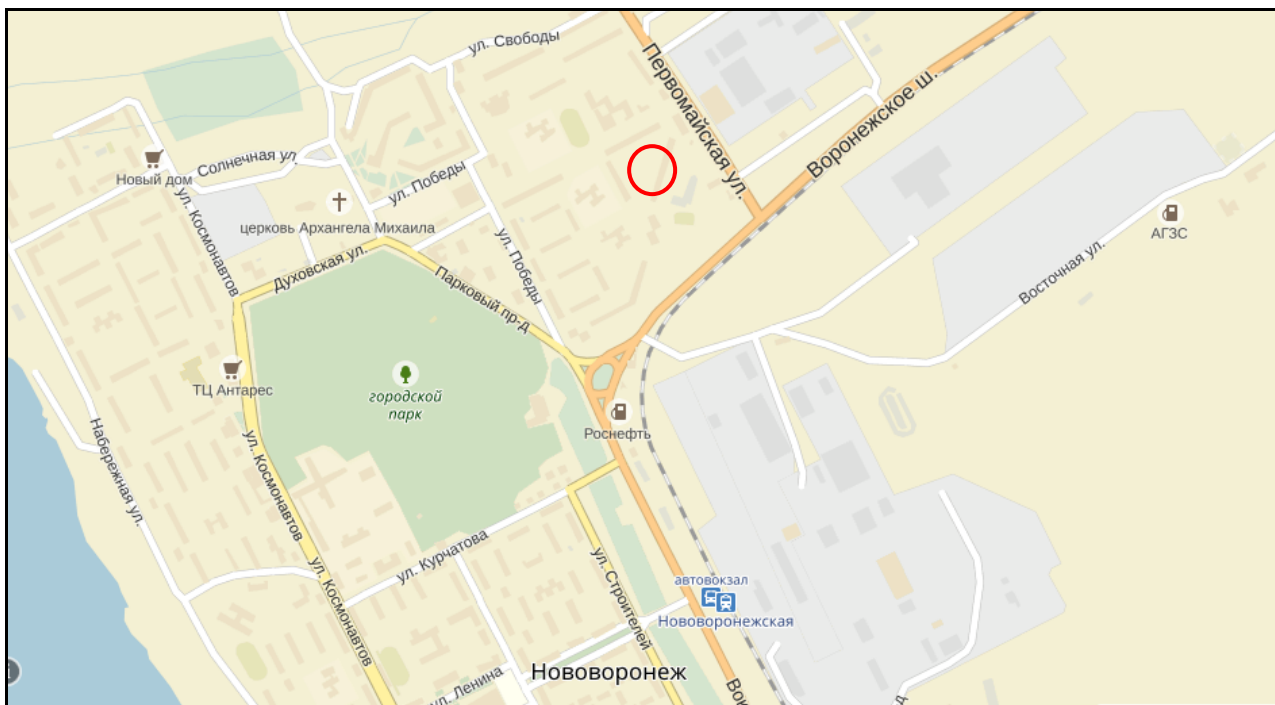 ул. Свободы
Первомайская ул.
Воронежское ш.
Новый дом
Солнечная ул.
ул. Победы
ул. Космонавтов
церковь Архангела Михаила
АГЗС
Духовская ул.
ул. Победы
Парковый пр-д
Восточная ул.
ТЦ Антарес
городской
парк
Роснефть
Набережная ул.
ул. Космонавтов
ул. Курчатова
ул. Космонавтов
ул. Строителей
автовокзал
Нововоронежская
Нововоронеж
ул. Ленина
Вок
д